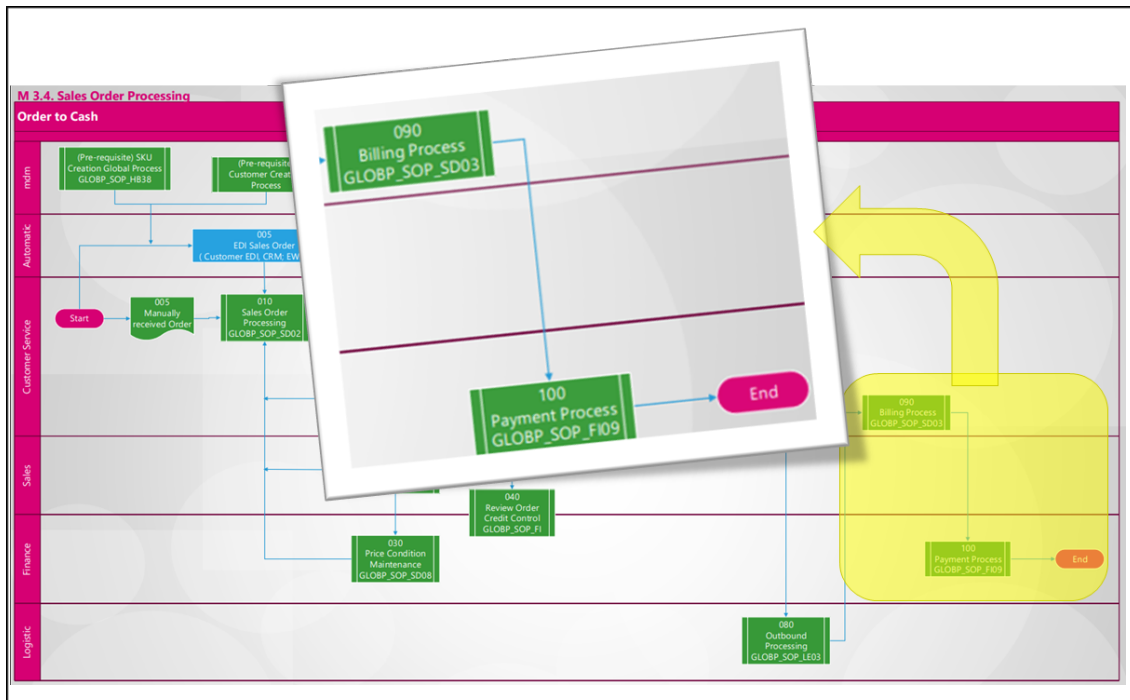 M 3.4. Sales Order Processing
Order to Cash
mdm
(Pre-requisite) SKU
Creation Global Process
GLOBP_SOP_HB38
(Pre-requisite
Customer
Process
Automatic
005
EDI Sales Order
( Customer EDI, CRM;
Customer Service
Start
005
Manually
received Order
010
Sales Order
Processing
GLOBP_SOP_SD02
090
Billing Process
GLOBP_SOP_SD03
100
Payment Process
GLOBP_SOP_FI09
End
090
Billing Process
GLOBP_SOP_SD03
Sales
040
Review Order
Credit Control
GLOBP_SOP_FI
Finance
030
Price Condition
Maintenance
GLOBP_SOP_SD08
100
Payment Process
GLOBP_SOP_FI09
End
Logistic
080
Outbound
Processing
GLOBP_SOP_LE03